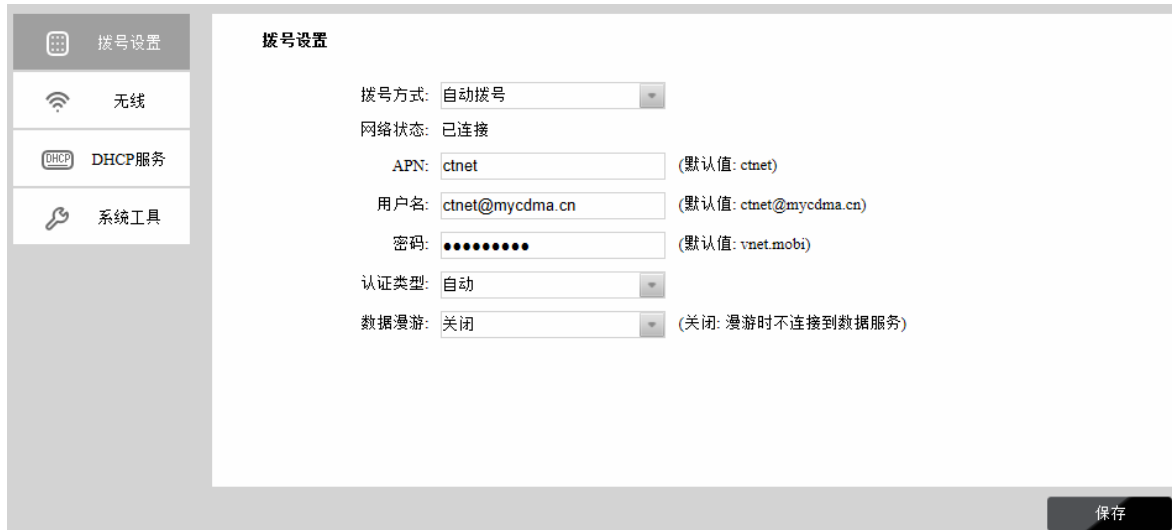 拨号设置
无线
DHCP DHCP服务
系统工具
拨号设置
拨号方式: 自动拨号
网络状态: 已连接
APN: ctnet (默认值: ctnet)
用户名: ctnet@mycdma.cn (默认值: ctnet@mycdma.cn)
密码: ●●●●●●●●● (默认值: vnet.mobi)
认证类型: 自动
数据漫游: 关闭 (关闭: 漫游时不连接到数据服务)
保存